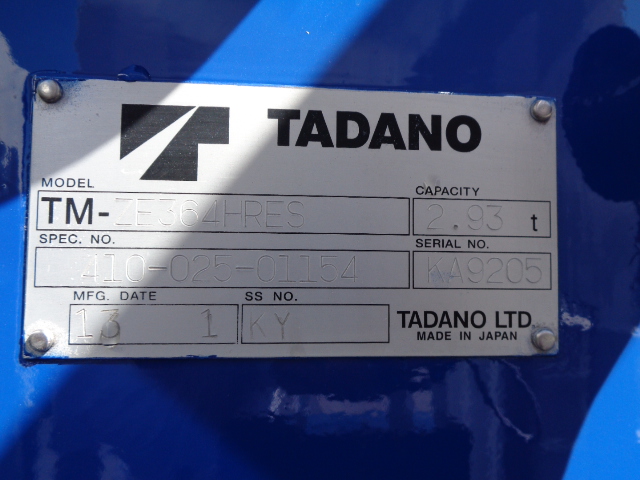 TADANO
MODEL
TM-ZE364HRES
CAPACITY
2.93 t
SPEC. NO.
410-025-01154
SERIAL NO.
KA9205
MFG. DATE
13 1
SS NO.
KY
TADANO LTD.
MADE IN JAPAN